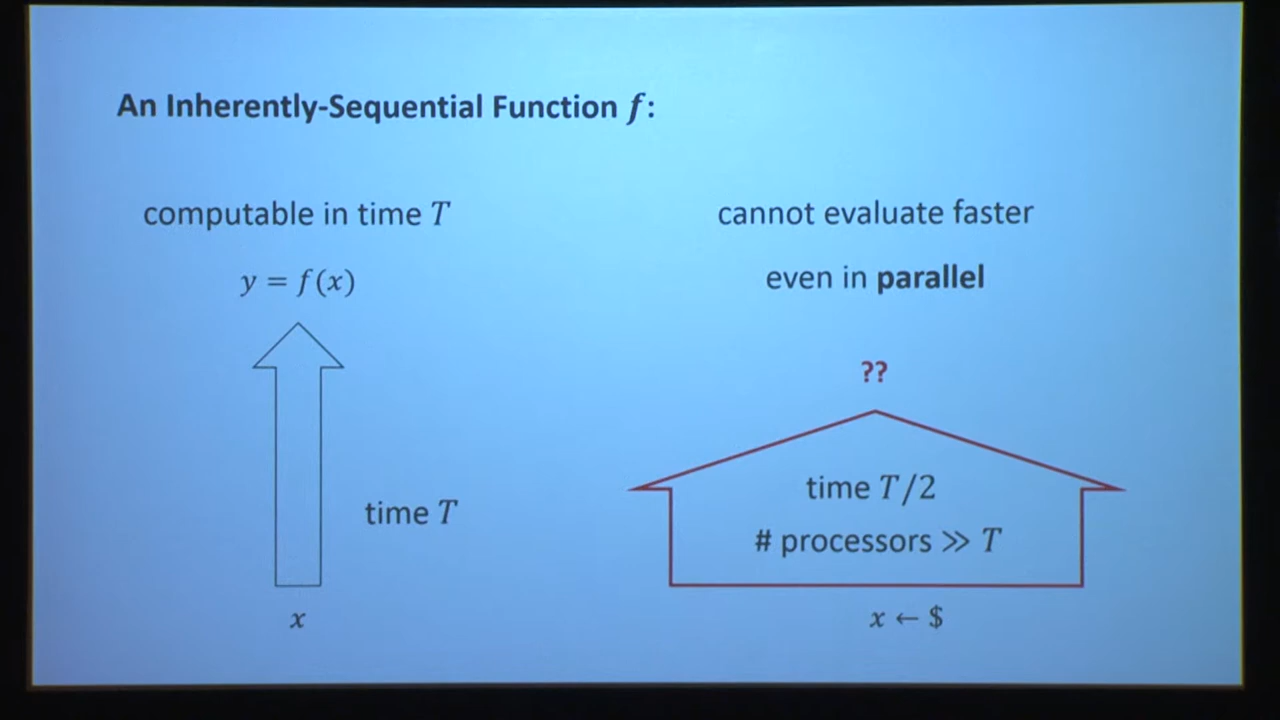 An Inherently-Sequential Function f:
computable in time T
y = f(x)
time T
x
cannot evaluate faster
even in parallel
??
time T/2
# processors ≫ T
x ← $